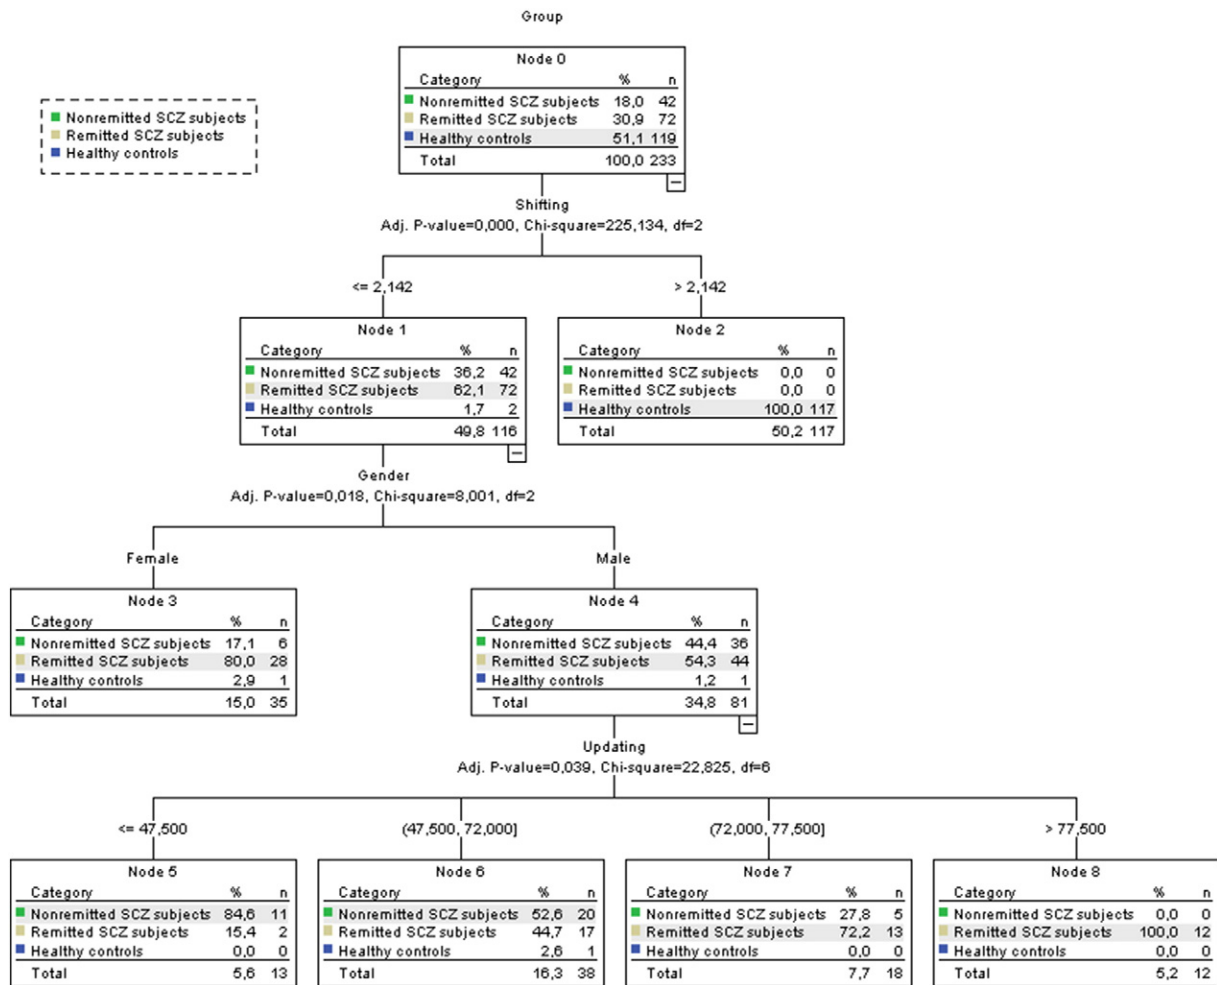 Group
Node 0
Category % n
Nonremitted SCZ subjects 18,0 42
Remitted SCZ subjects 30,9 72
Healthy controls 51,1 119
Total 100,0 233
Nonremitted SCZ subjects
Remitted SCZ subjects
Healthy controls
Shifting
Adj. P-value=0,000, Chi-square=225,134, df=2
<= 2,142
> 2,142
Node 1
Category % n
Nonremitted SCZ subjects 36,2 42
Remitted SCZ subjects 62,1 72
Healthy controls 1,7 2
Total 49,8 116
Node 2
Category % n
Nonremitted SCZ subjects 0,0 0
Remitted SCZ subjects 0,0 0
Healthy controls 100,0 117
Total 50,2 117
Gender
Adj. P-value=0,018, Chi-square=8,001, df=2
Female
Male
Node 3
Category % n
Nonremitted SCZ subjects 17,1 6
Remitted SCZ subjects 80,0 28
Healthy controls 2,9 1
Total 15,0 35
Node 4
Category % n
Nonremitted SCZ subjects 44,4 36
Remitted SCZ subjects 54,3 44
Healthy controls 1,2 1
Total 34,8 81
Updating
Adj. P-value=0,039, Chi-square=22,825, df=6
<= 47,500
(47,500, 72,000]
(72,000, 77,500]
> 77,500
Node 5
Category % n
Nonremitted SCZ subjects 84,6 11
Remitted SCZ subjects 15,4 2
Healthy controls 0,0 0
Total 5,6 13
Node 6
Category % n
Nonremitted SCZ subjects 52,6 20
Remitted SCZ subjects 44,7 17
Healthy controls 2,6 1
Total 16,3 38
Node 7
Category % n
Nonremitted SCZ subjects 27,8 5
Remitted SCZ subjects 72,2 13
Healthy controls 0,0 0
Total 7,7 18
Node 8
Category % n
Nonremitted SCZ subjects 0,0 0
Remitted SCZ subjects 100,0 12
Healthy controls 0,0 0
Total 5,2 12